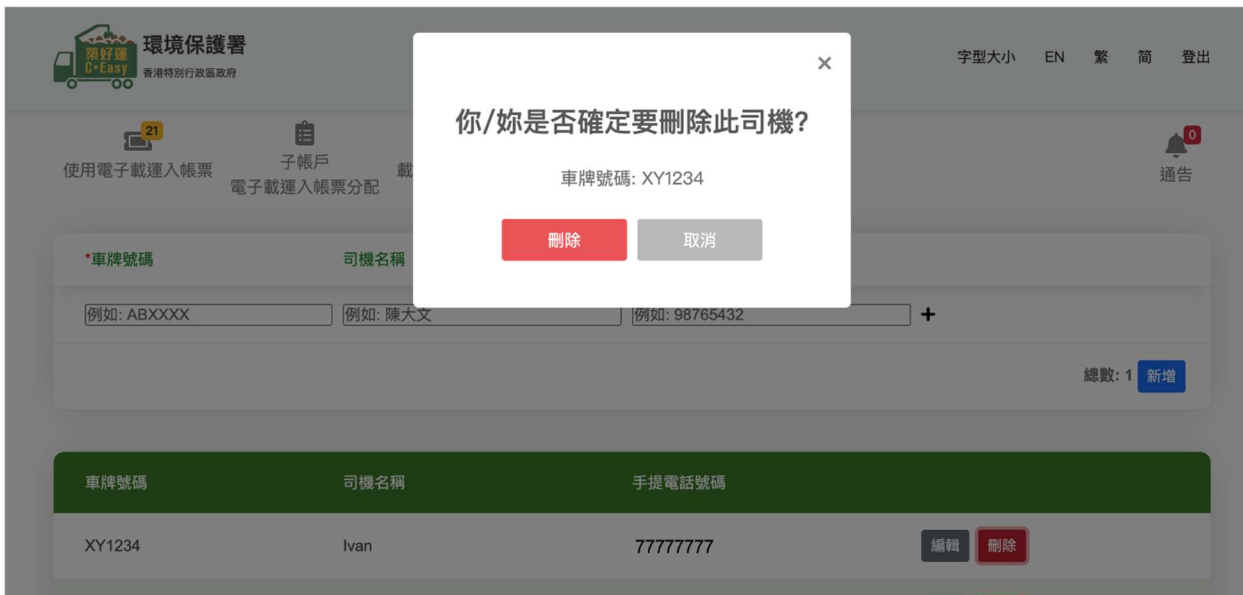 築好運
C•Easy
環境保護署
香港特別行政區政府
字型大小 EN 繁 简 登出
×
你/妳是否確定要刪除此司機?
車牌號碼: XY1234
刪除 取消
21
使用電子載運入帳票
子帳戶
電子載運入帳票分配
載
0
通告
*車牌號碼 司機名稱
例如: ABXXXX 例如: 陳大文 例如: 98765432 +
總數: 1 新增
車牌號碼 司機名稱 手提電話號碼
XY1234 Ivan 77777777 編輯 刪除